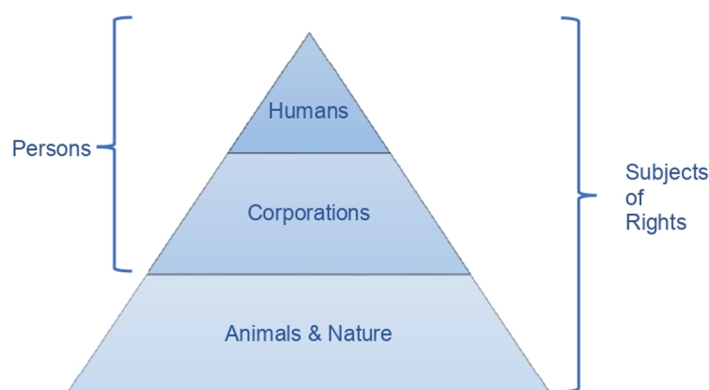 Humans
Persons
Corporations
Subjects
of
Rights
Animals & Nature